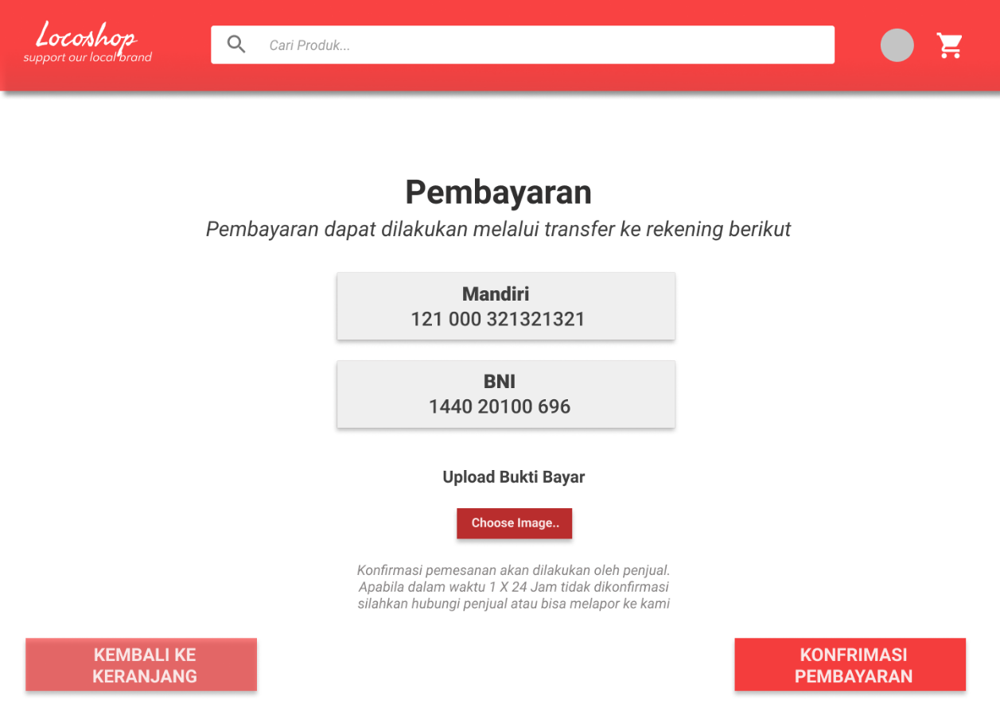 Locoshop
support our local brand
Cari Produk...
Pembayaran
Pembayaran dapat dilakukan melalui transfer ke rekening berikut
Mandiri
121 000 321321321
BNI
1440 20100 696
Upload Bukti Bayar
Choose Image..
Konfirmasi pemesanan akan dilakukan oleh penjual.
Apabila dalam waktu 1 X 24 Jam tidak dikonfirmasi
silahkan hubungi penjual atau bisa melapor ke kami
KEMBALI KE
KERANJANG
KONFRIMASI
PEMBAYARAN